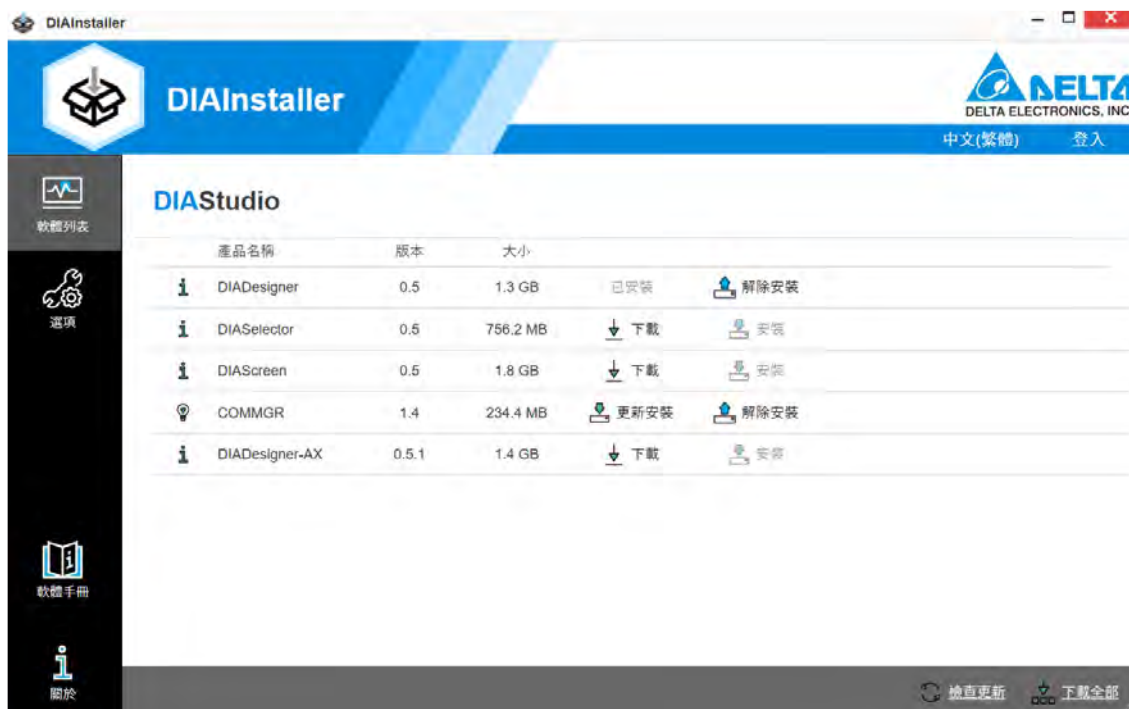 DIAInstaller
DIAInstaller
DELTA
DELTA ELECTRONICS, INC
中文(繁體) 登入
軟體列表
選項
軟體手冊
關於
DIAStudio
產品名稱 版本 大小
DIADesigner 0.5 1.3 GB 已安裝 解除安裝
DIASelector 0.5 756.2 MB 下載 安裝
DIAScreen 0.5 1.8 GB 下載 安裝
COMMGR 1.4 234.4 MB 更新安裝 解除安裝
DIADesigner-AX 0.5.1 1.4 GB 下載 安裝
檢查更新 下載全部